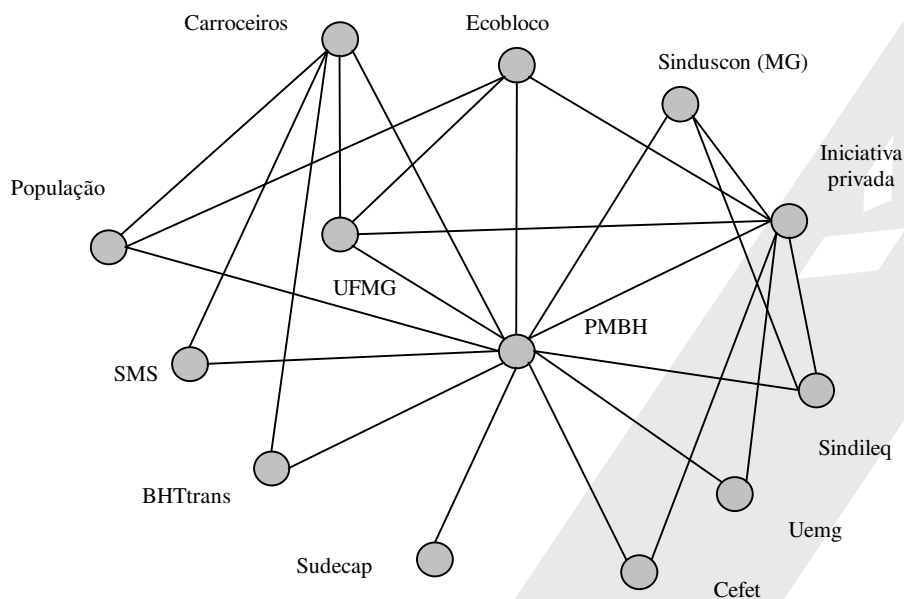 Carroceiros
Ecobloco
Sinduscon (MG)
Iniciativa
privada
População
UFMG
PMBH
SMS
Sindileq
BHTtrans
Uemg
Sudecap
Cefet